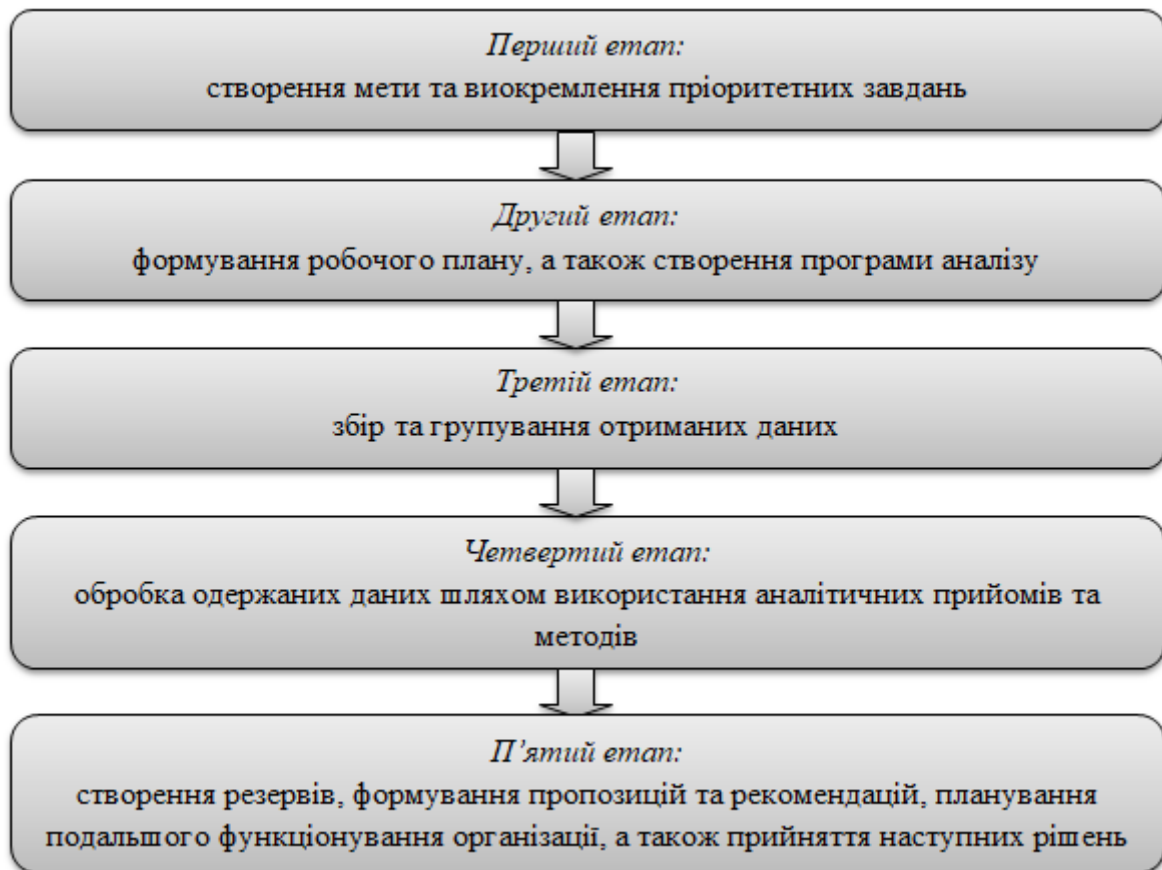 Перший етап:
створення мети та виокремлення пріоритетних завдань
Другий етап:
формування робочого плану, а також створення програми аналізу
Третій етап:
збір та групування отриманих даних
Четвертий етап:
обробка одержаних даних шляхом використання аналітичних прийомів та
методів
П’ятий етап:
створення резервів, формування пропозицій та рекомендацій, планування
подальшого функціонування організації, а також прийняття наступних рішень